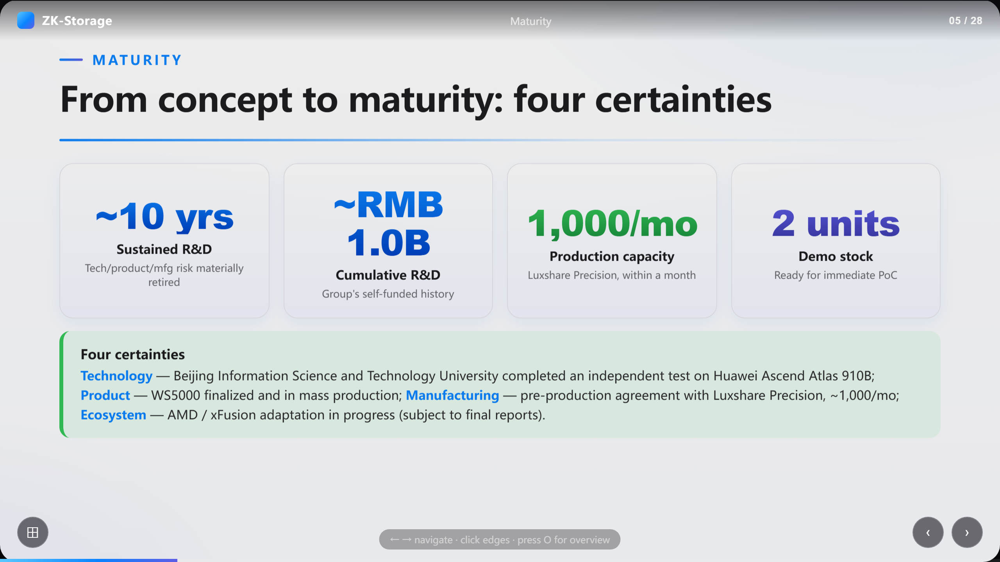 ZK-Storage
Maturity
05 / 28
MATURITY
From concept to maturity: four certainties
~10 yrs
Sustained R&D
Tech/product/mfg risk materially
retired
~RMB
1.0B
Cumulative R&D
Group's self-funded history
1,000/mo
Production capacity
Luxshare Precision, within a month
2 units
Demo stock
Ready for immediate PoC
Four certainties
Technology — Beijing Information Science and Technology University completed an independent test on Huawei Ascend Atlas 910B;
Product — WS5000 finalized and in mass production; Manufacturing — pre-production agreement with Luxshare Precision, ~1,000/mo;
Ecosystem — AMD / xFusion adaptation in progress (subject to final reports).
← → navigate · click edges · press O for overview
‹
›